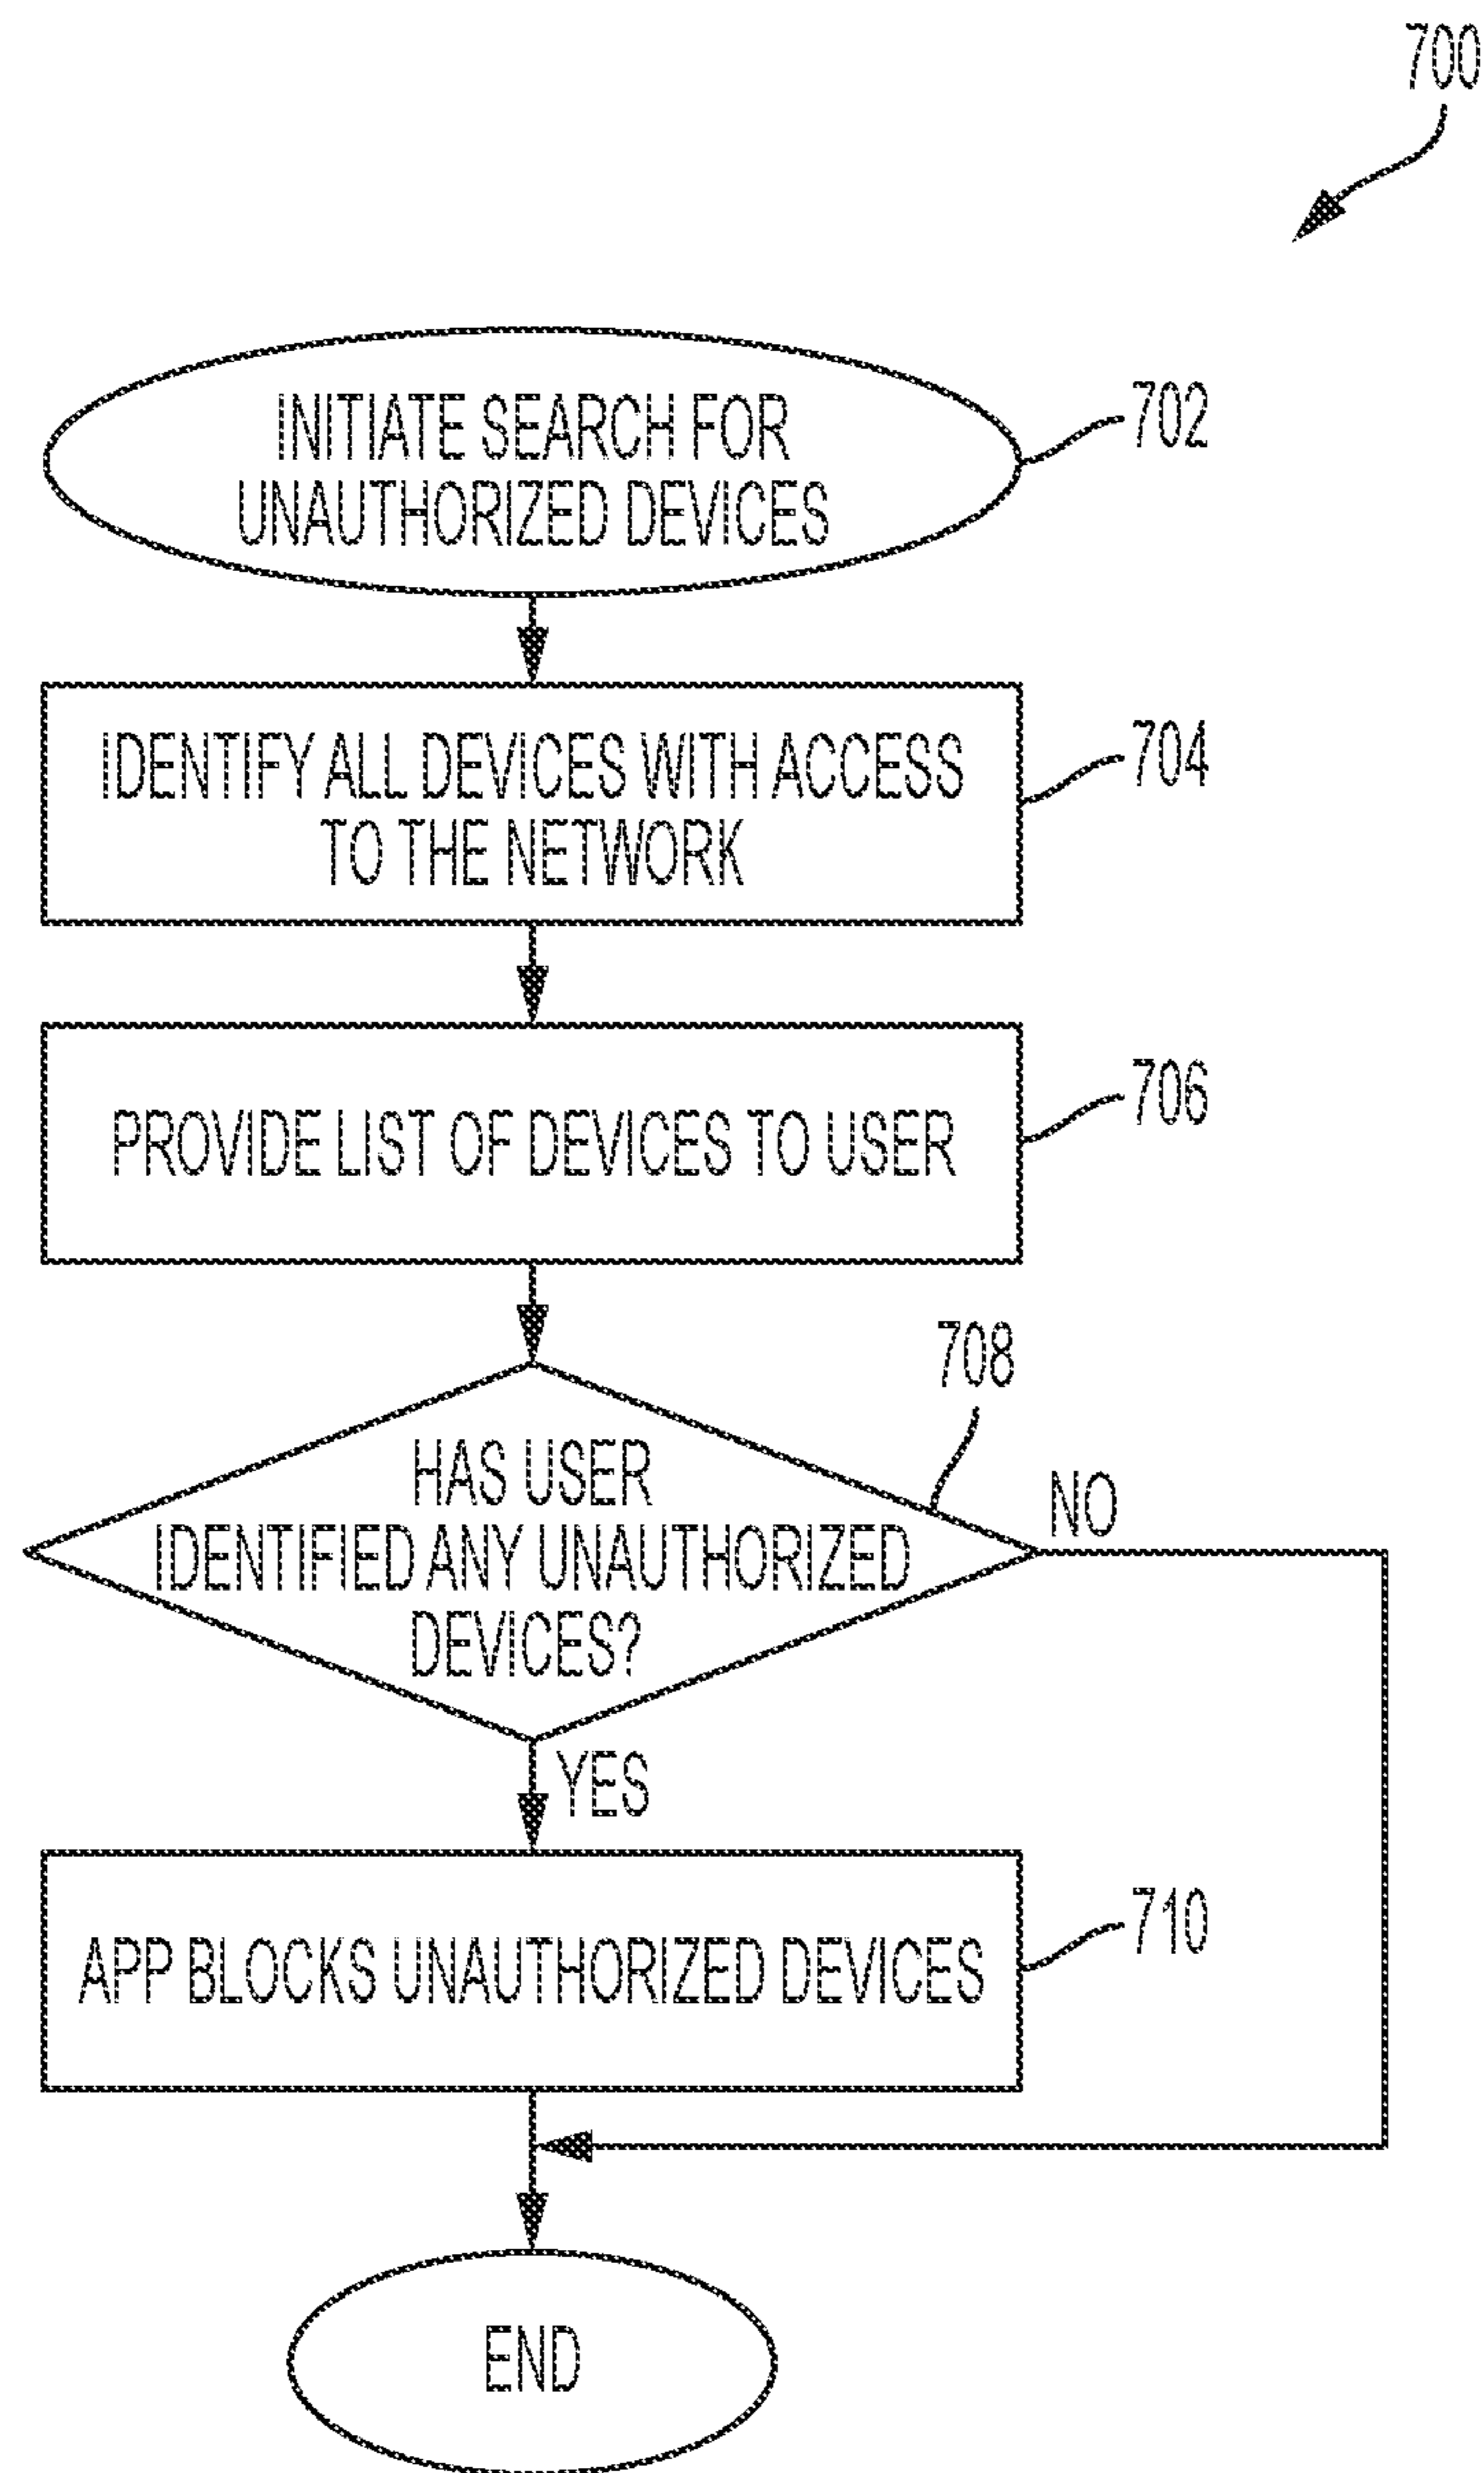 700
INITIATE SEARCH FOR
UNAUTHORIZED DEVICES
702
IDENTIFY ALL DEVICES WITH ACCESS
TO THE NETWORK
704
PROVIDE LIST OF DEVICES TO USER
706
708
HAS USER
IDENTIFIED ANY UNAUTHORIZED
DEVICES?
NO
YES
APP BLOCKS UNAUTHORIZED DEVICES
710
END